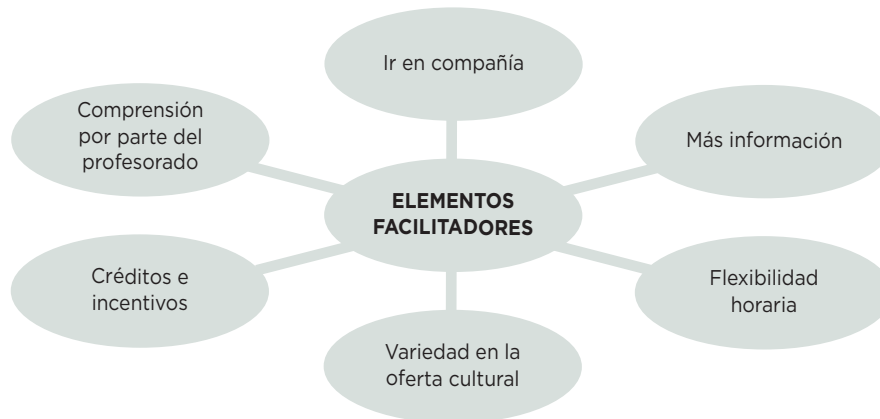 Ir en compañía
Comprensión
por parte del
profesorado
Más información
ELEMENTOS
FACILITADORES
Créditos e
incentivos
Flexibilidad
horaria
Variedad en la
oferta cultural